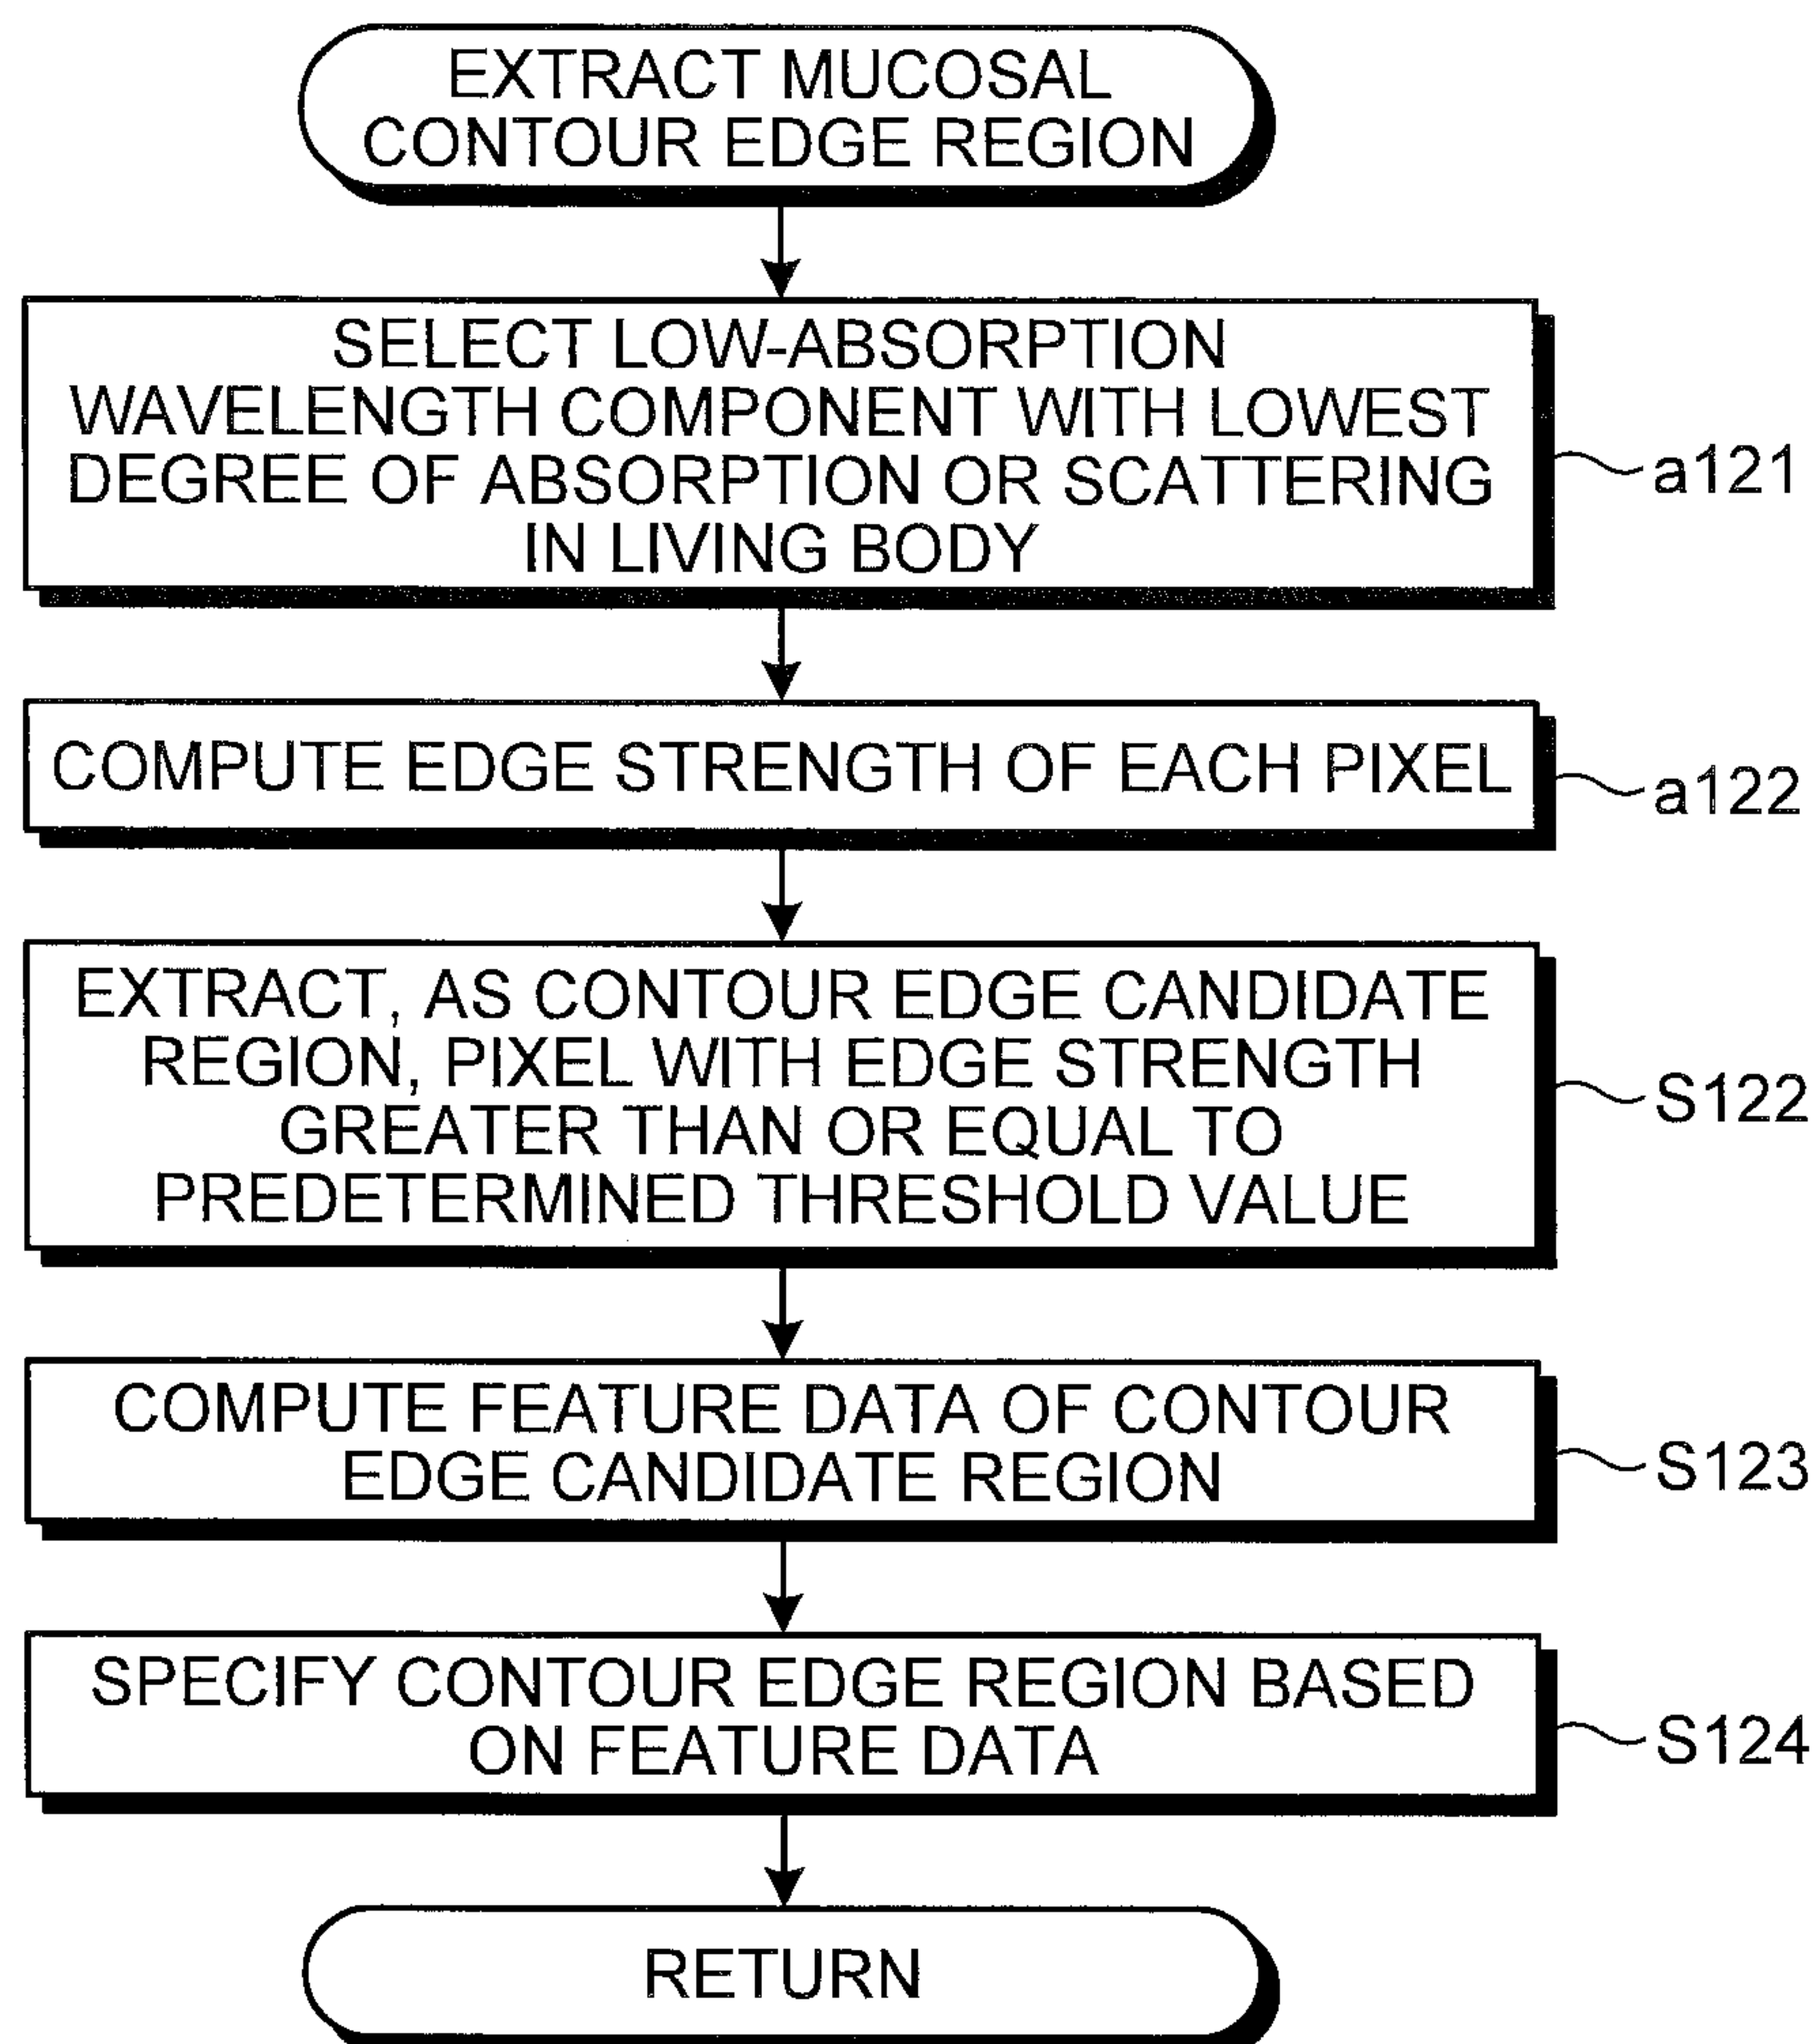 EXTRACT MUCOSAL
CONTOUR EDGE REGION
SELECT LOW-ABSORPTION
WAVELENGTH COMPONENT WITH LOWEST
DEGREE OF ABSORPTION OR SCATTERING
IN LIVING BODY
a121
COMPUTE EDGE STRENGTH OF EACH PIXEL
a122
EXTRACT, AS CONTOUR EDGE CANDIDATE
REGION, PIXEL WITH EDGE STRENGTH
GREATER THAN OR EQUAL TO
PREDETERMINED THRESHOLD VALUE
S122
COMPUTE FEATURE DATA OF CONTOUR
EDGE CANDIDATE REGION
S123
SPECIFY CONTOUR EDGE REGION BASED
ON FEATURE DATA
S124
RETURN